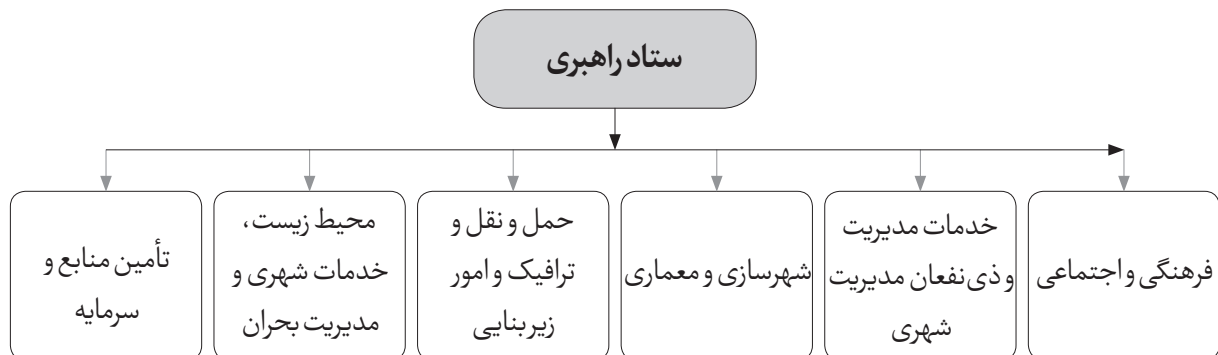 ستاد راهبری
فرهنگی و اجتماعی
خدمات مدیریت
و ذی‌نفعان مدیریت
شهری
شهرسازی و معماری
حمل و نقل و
ترافیک و امور
زیربنایی
محیط زیست،
خدمات شهری و
مدیریت بحران
تأمین منابع و
سرمایه